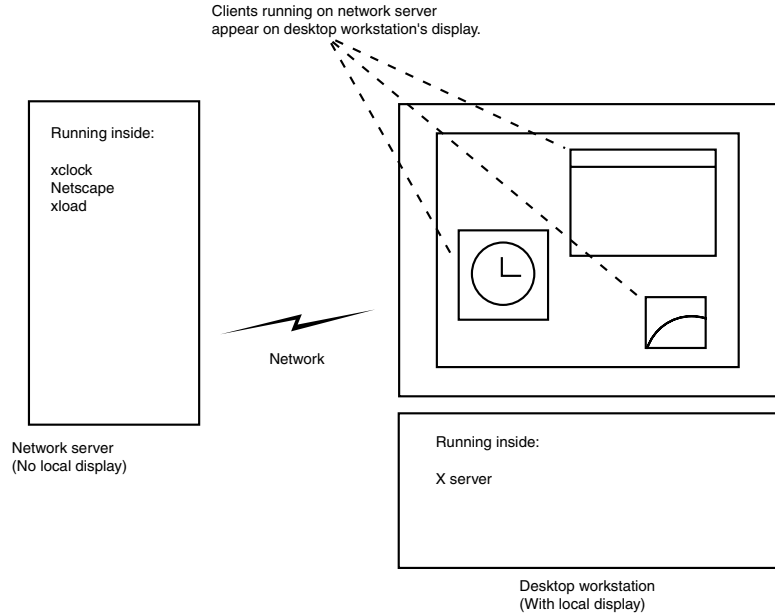 Clients running on network server
appear on desktop workstation's display.
Running inside:
xclock
Netscape
xload
Network
Network server
(No local display)
Running inside:
X server
Desktop workstation
(With local display)